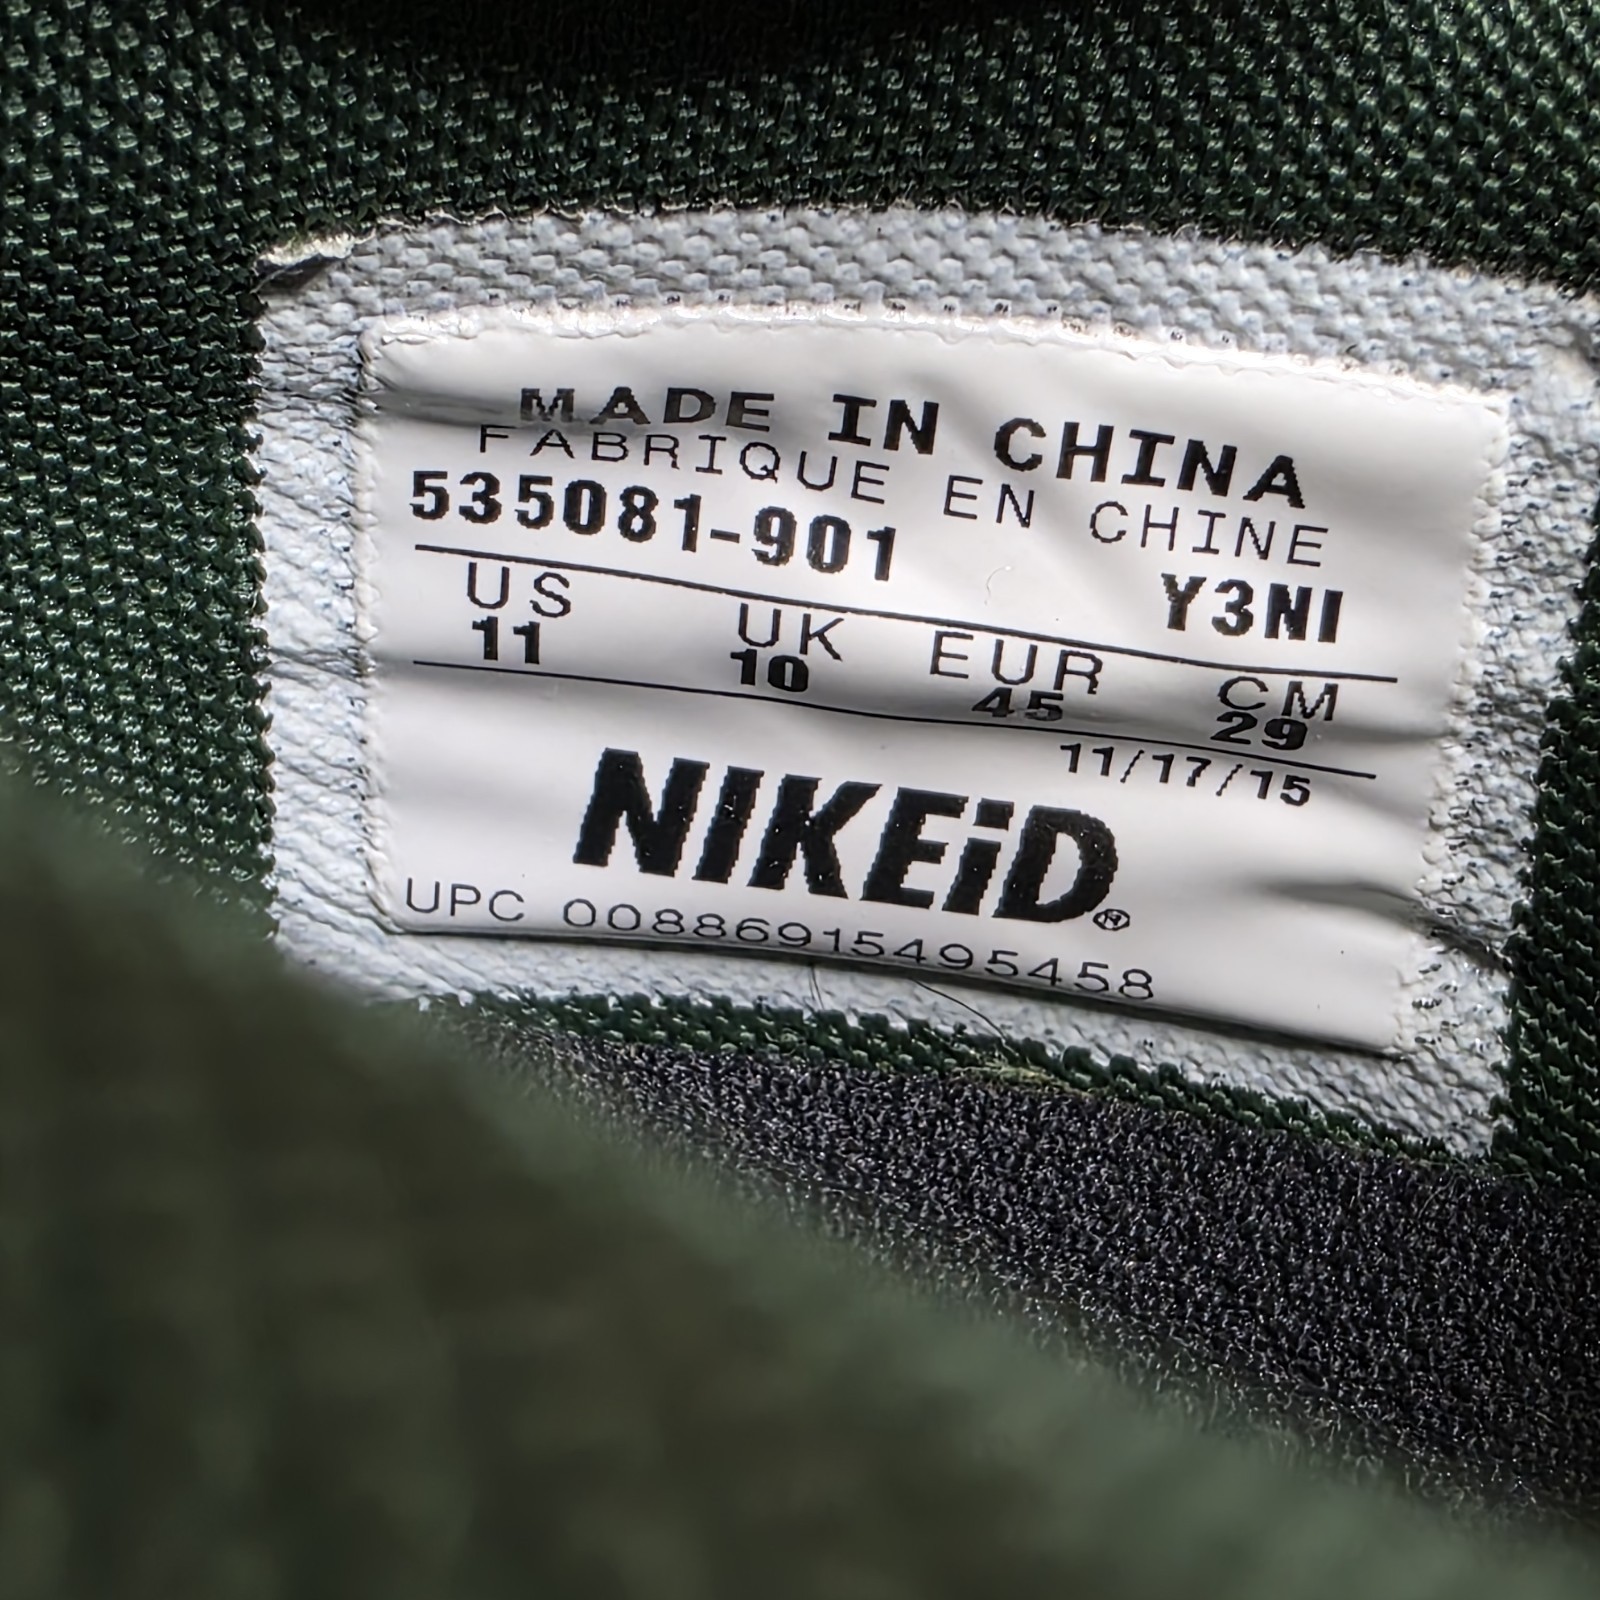 MADE IN CHINA
FABRIQUE EN CHINE
535081-901 Y3NI
US UK EUR CM
11 10 45 29
11/17/15
NIKEiD®
UPC 00886915495458